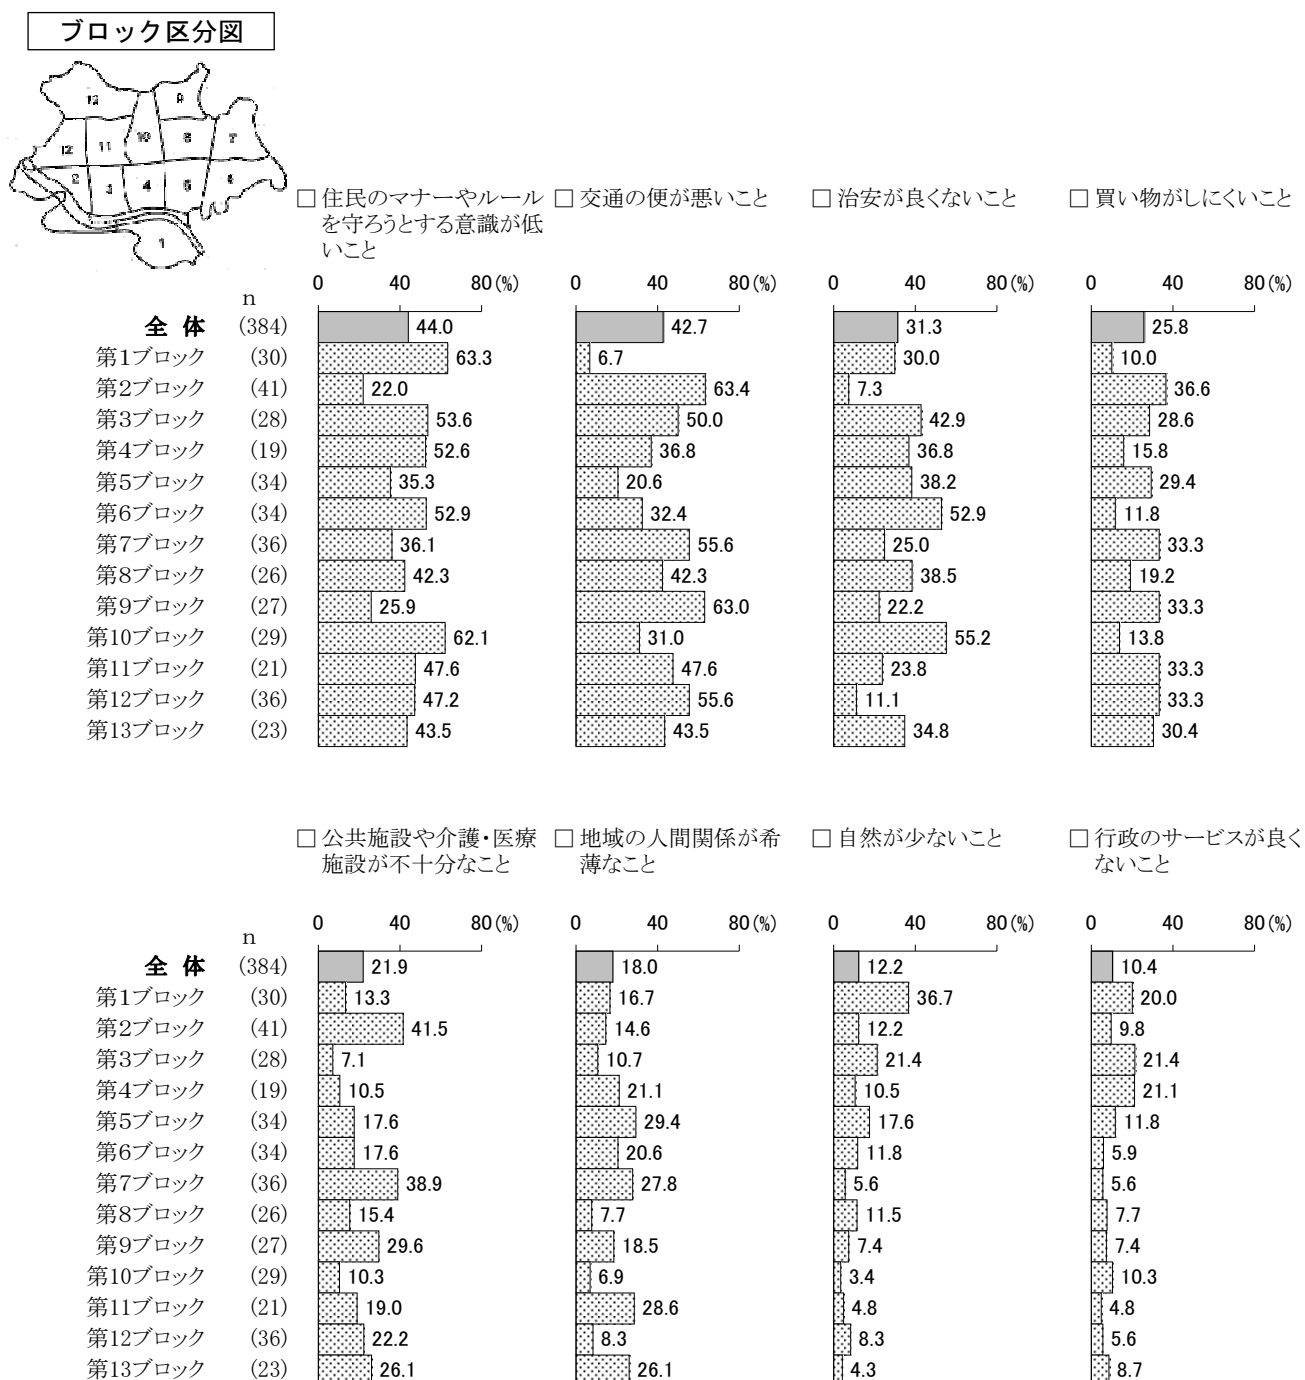 ブロック区分図
13
9
12
11
10
8
7
2
3
4
5
6
1
□ 住民のマナーやルール
を守ろうとする意識が低
いこと
□ 交通の便が悪いこと
□ 治安が良くないこと
□ 買い物がしにくいこと
0 40 80(%) 0 40 80(%) 0 40 80(%) 0 40 80(%)
n
全 体 (384) 44.0 42.7 31.3 25.8
第1ブロック (30) 63.3 6.7 30.0 10.0
第2ブロック (41) 22.0 63.4 7.3 36.6
第3ブロック (28) 53.6 50.0 42.9 28.6
第4ブロック (19) 52.6 36.8 36.8 15.8
第5ブロック (34) 35.3 20.6 38.2 29.4
第6ブロック (34) 52.9 32.4 52.9 11.8
第7ブロック (36) 36.1 55.6 25.0 33.3
第8ブロック (26) 42.3 42.3 38.5 19.2
第9ブロック (27) 25.9 63.0 22.2 33.3
第10ブロック (29) 62.1 31.0 55.2 13.8
第11ブロック (21) 47.6 47.6 23.8 33.3
第12ブロック (36) 47.2 55.6 11.1 33.3
第13ブロック (23) 43.5 43.5 34.8 30.4
□ 公共施設や介護・医療
施設が不十分なこと
□ 地域の人間関係が希
薄なこと
□ 自然が少ないこと
□ 行政のサービスが良く
ないこと
0 40 80(%) 0 40 80(%) 0 40 80(%) 0 40 80(%)
n
全 体 (384) 21.9 18.0 12.2 10.4
第1ブロック (30) 13.3 16.7 36.7 20.0
第2ブロック (41) 41.5 14.6 12.2 9.8
第3ブロック (28) 7.1 10.7 21.4 21.4
第4ブロック (19) 10.5 21.1 10.5 21.1
第5ブロック (34) 17.6 29.4 17.6 11.8
第6ブロック (34) 17.6 20.6 11.8 5.9
第7ブロック (36) 38.9 27.8 5.6 5.6
第8ブロック (26) 15.4 7.7 11.5 7.7
第9ブロック (27) 29.6 18.5 7.4 7.4
第10ブロック (29) 10.3 6.9 3.4 10.3
第11ブロック (21) 19.0 28.6 4.8 4.8
第12ブロック (36) 22.2 8.3 8.3 5.6
第13ブロック (23) 26.1 26.1 4.3 8.7